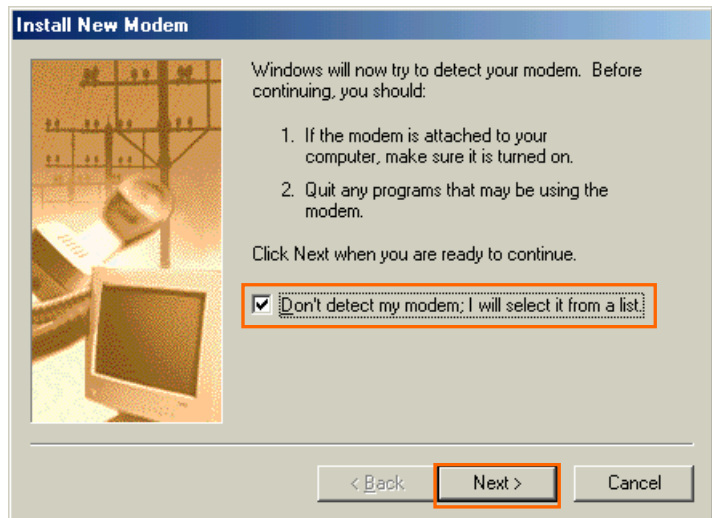 Install New Modem
Windows will now try to detect your modem. Before
continuing, you should:
1. If the modem is attached to your
computer, make sure it is turned on.
2. Quit any programs that may be using the
modem.
Click Next when you are ready to continue.
Don't detect my modem; I will select it from a list.
< Back
Next >
Cancel